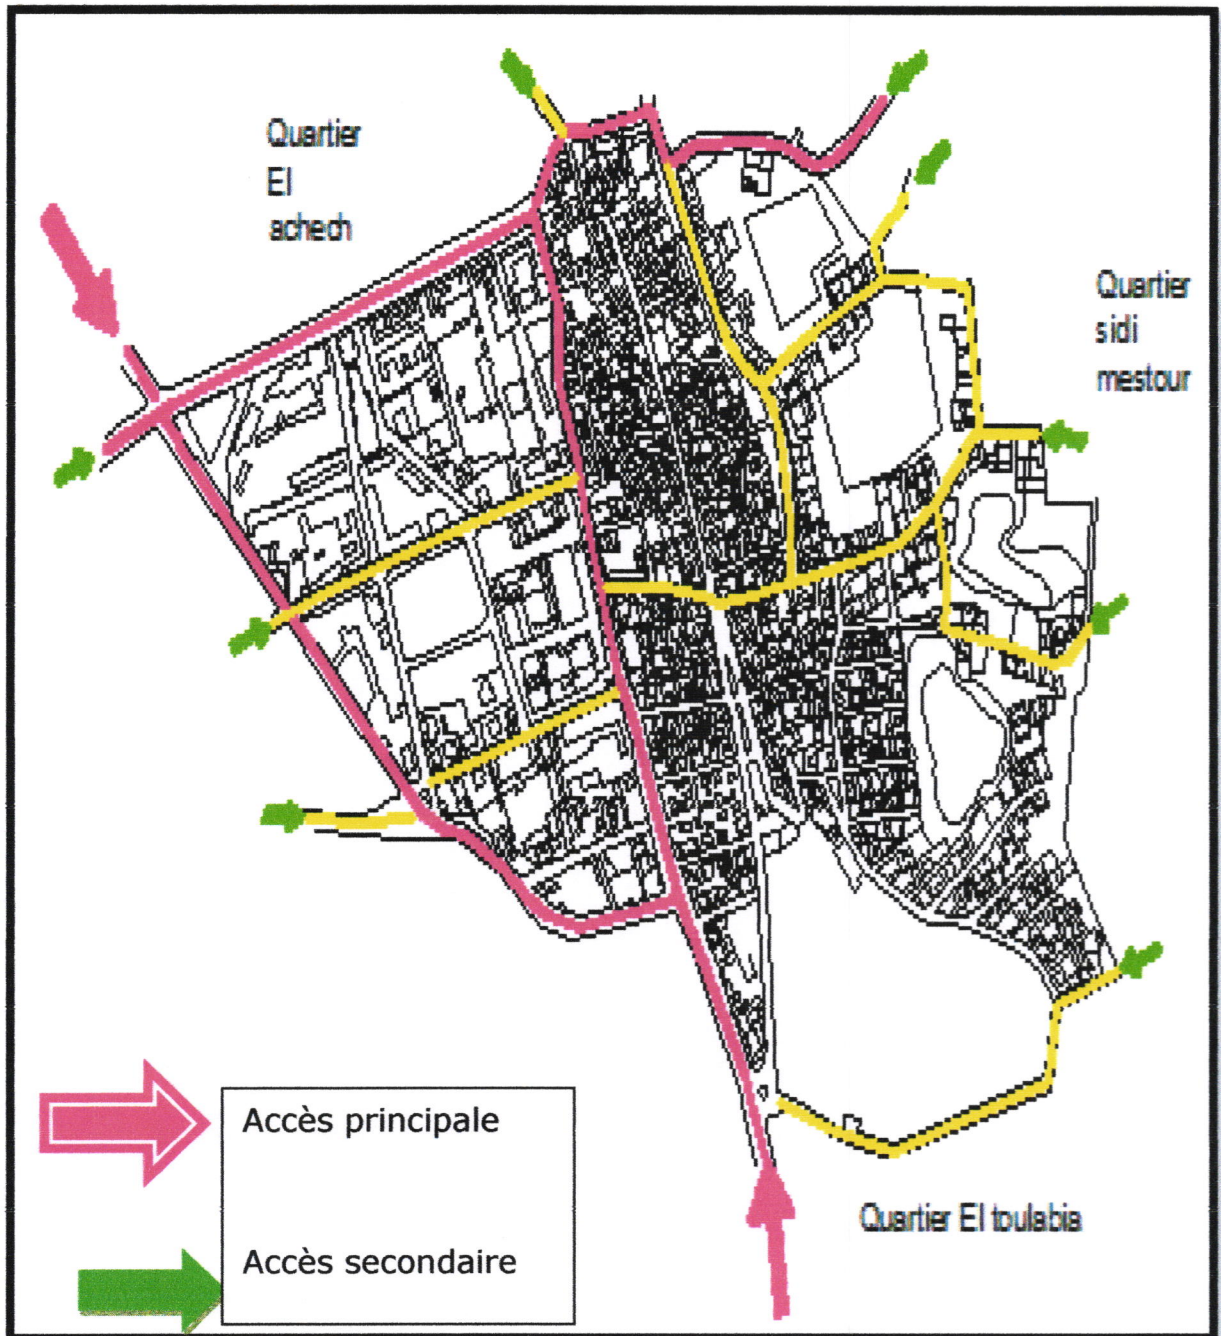 Quartier
El
achech
Quartier
sidi
mestour
Accès principale
Accès secondaire
Quartier El toulabia